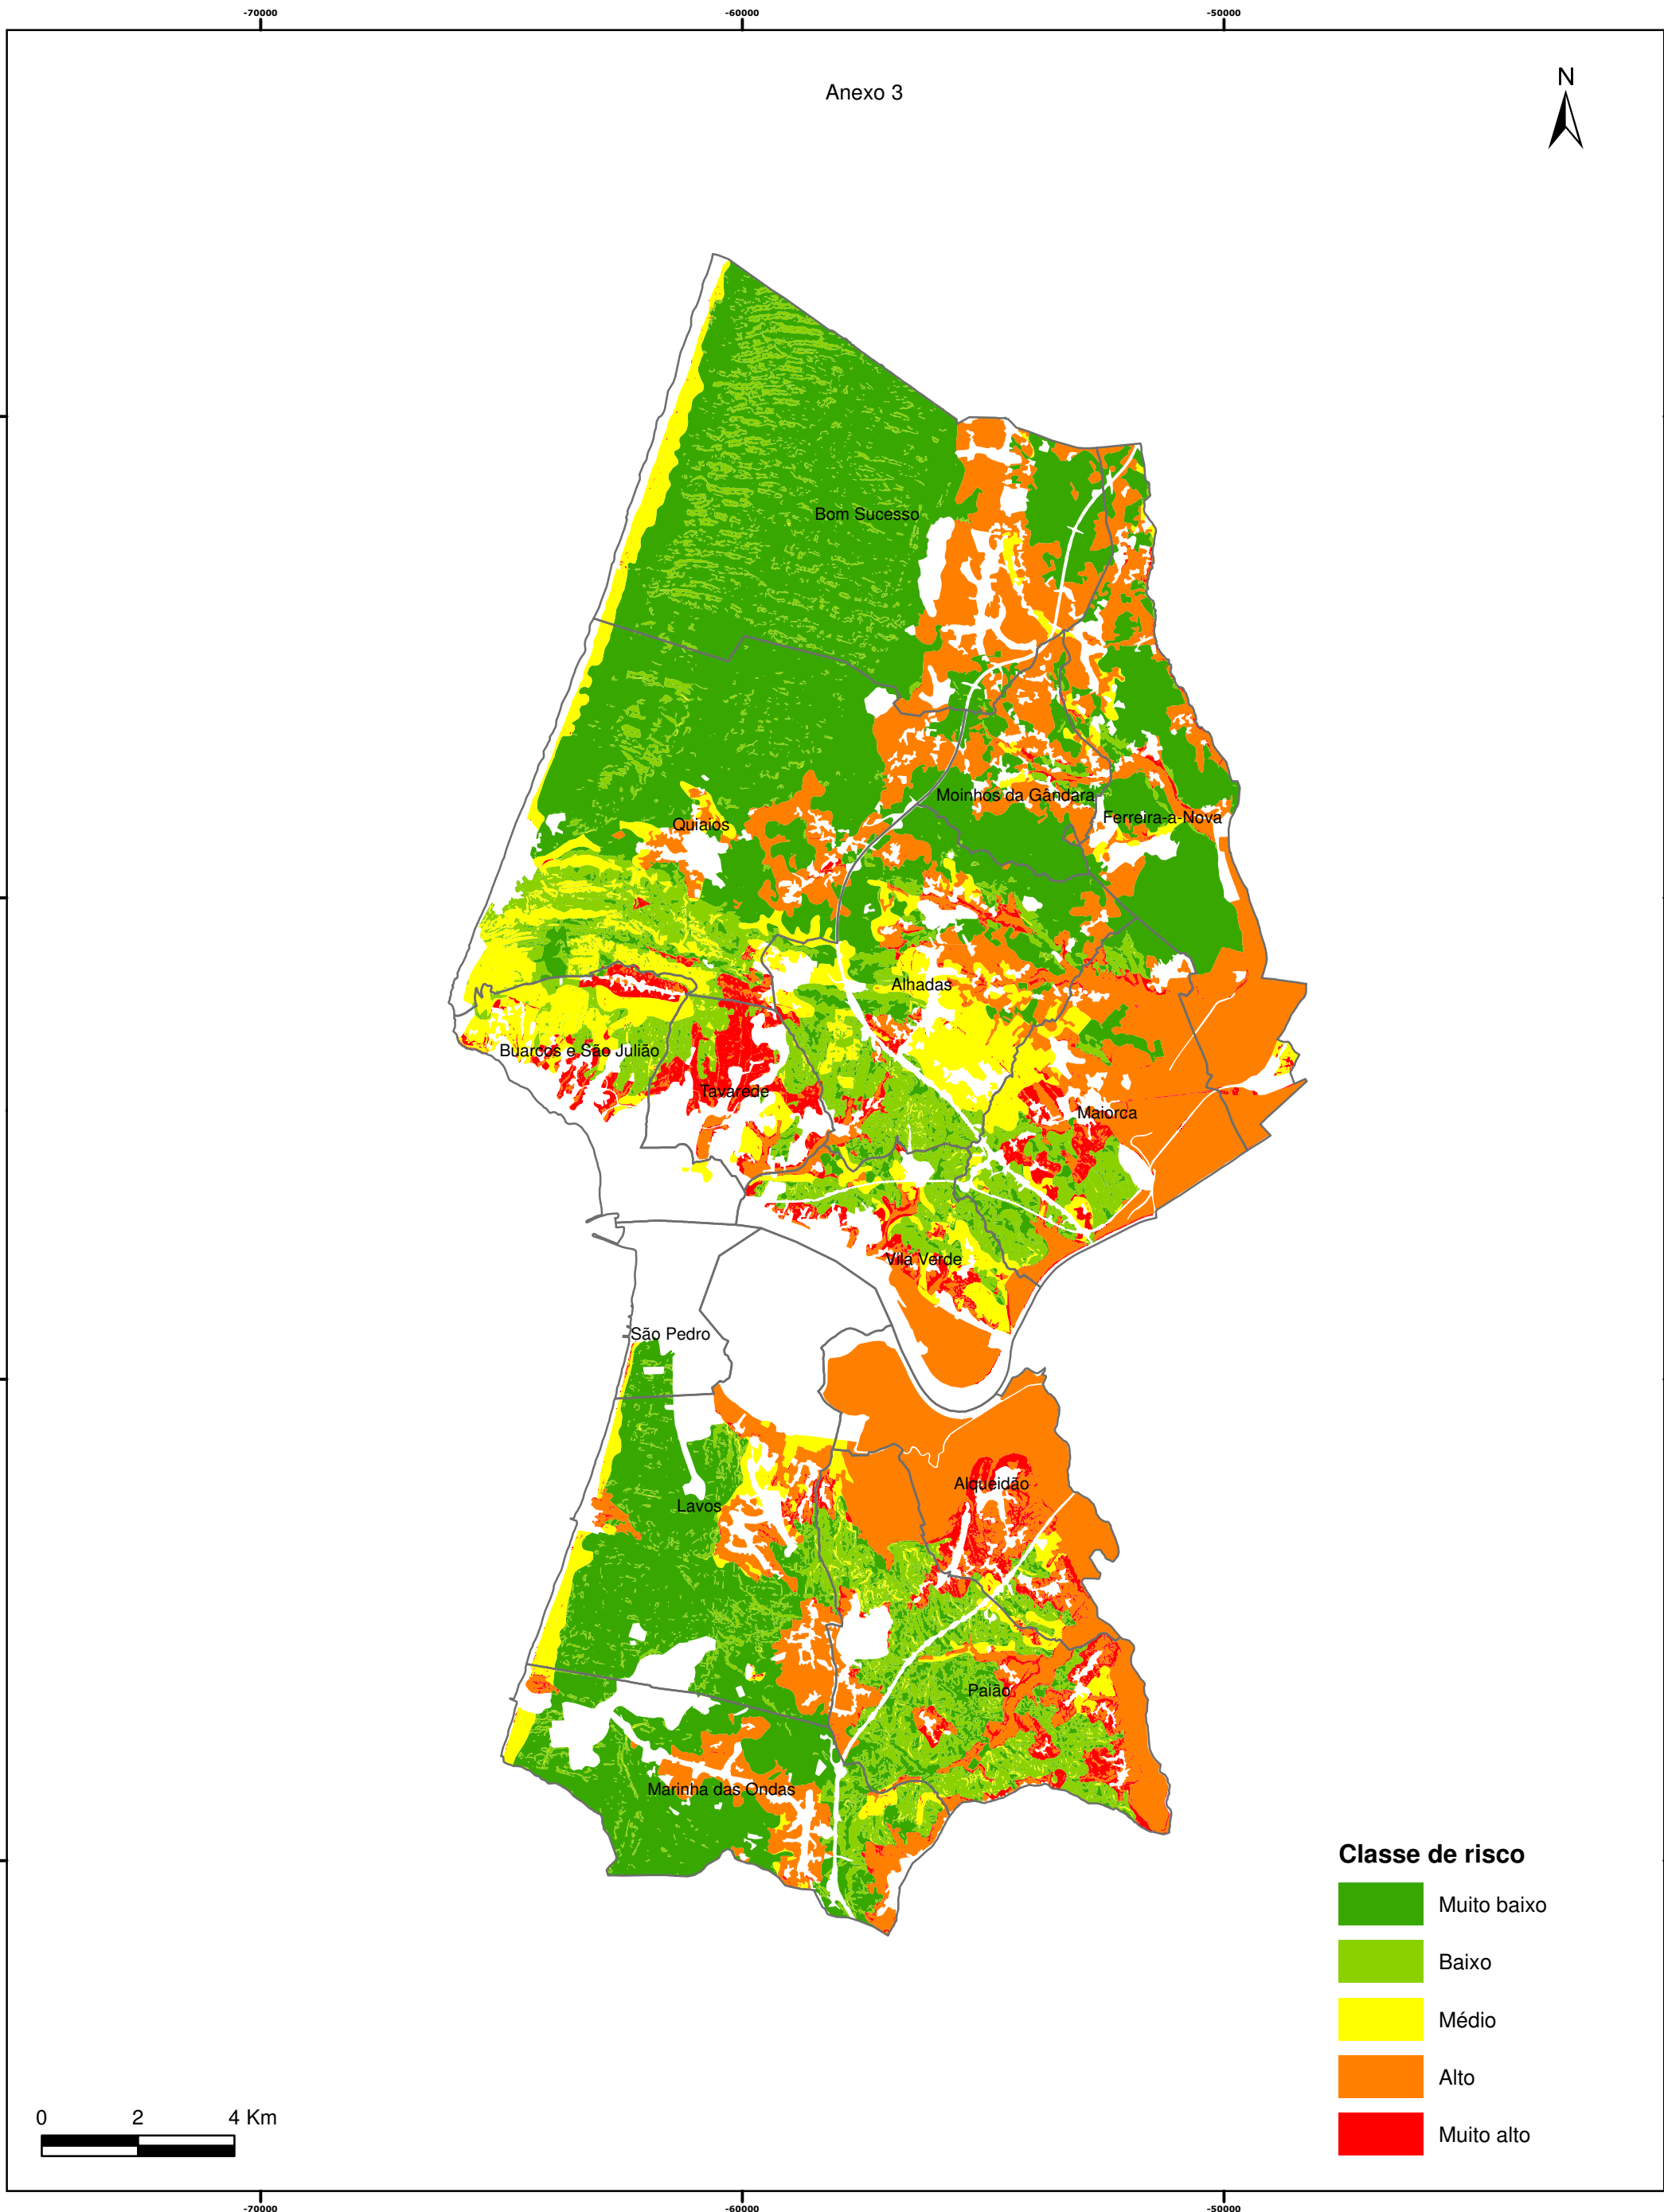 -70000 -60000 -50000
Anexo 3
N
Bom Sucesso
Moinhos da Gândara
Ferreira-a-Nova
Quiaios
Alhadas
Buarcos e São Julião
Tavarede
Maiorca
Vila Verde
São Pedro
Alqueidão
Lavos
Paião
Marinha das Ondas
Classe de risco
Muito baixo
Baixo
Médio
Alto
Muito alto
0 2 4 Km
-70000 -60000 -50000